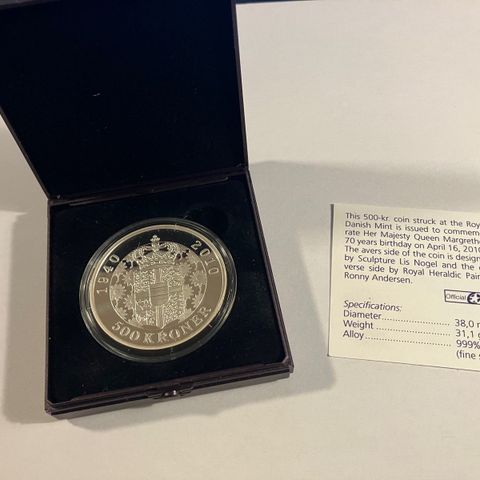 1940 2010
500 KRONER
This 500-kr. coin struck at the Roy
Danish Mint is issued to commem
rate Her Majesty Queen Margreth
70 years birthday on April 16, 2010
The avers side of the coin is design
by Sculpture Lis Nogel and the
verse side by Royal Heraldic Pain
Ronny Andersen.
Official
Specifications:
Diameter 38,0 m
Weight 31,1 g
Alloy 999%
(fine